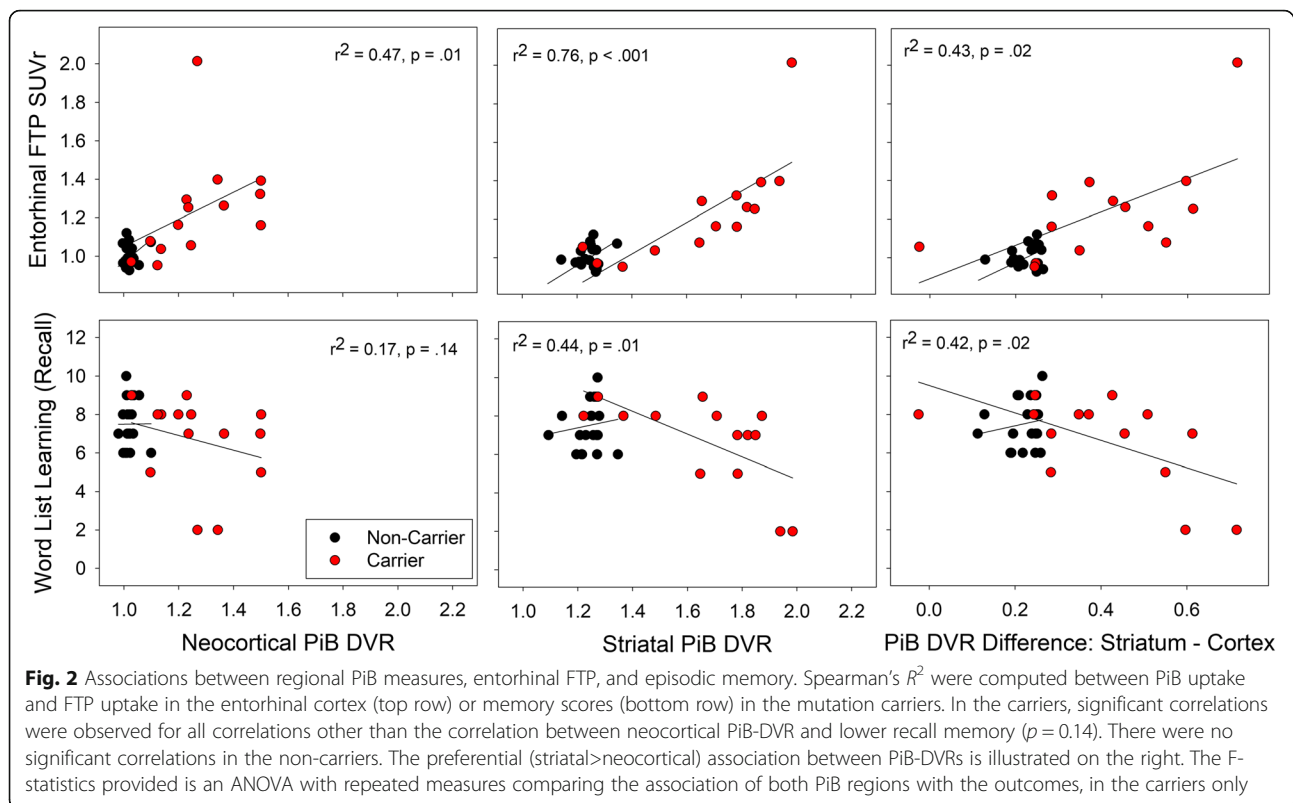 r² = 0.47, p = .01
r² = 0.76, p < .001
r² = 0.43, p = .02
Entorhinal FTP SUVr
2.0
1.8
1.6
1.4
1.2
1.0
r² = 0.17, p = .14
r² = 0.44, p = .01
r² = 0.42, p = .02
Word List Learning (Recall)
12
10
8
6
4
2
0
Non-Carrier
Carrier
1.0 1.2 1.4 1.6 1.8 2.0 2.2
1.0 1.2 1.4 1.6 1.8 2.0 2.2
0.0 0.2 0.4 0.6
Neocortical PiB DVR
Striatal PiB DVR
PiB DVR Difference: Striatum - Cortex
Fig. 2 Associations between regional PiB measures, entorhinal FTP, and episodic memory. Spearman's R² were computed between PiB uptake
and FTP uptake in the entorhinal cortex (top row) or memory scores (bottom row) in the mutation carriers. In the carriers, significant correlations
were observed for all correlations other than the correlation between neocortical PiB-DVR and lower recall memory (p = 0.14). There were no
significant correlations in the non-carriers. The preferential (striatal>neocortical) association between PiB-DVRs is illustrated on the right. The F-
statistics provided is an ANOVA with repeated measures comparing the association of both PiB regions with the outcomes, in the carriers only